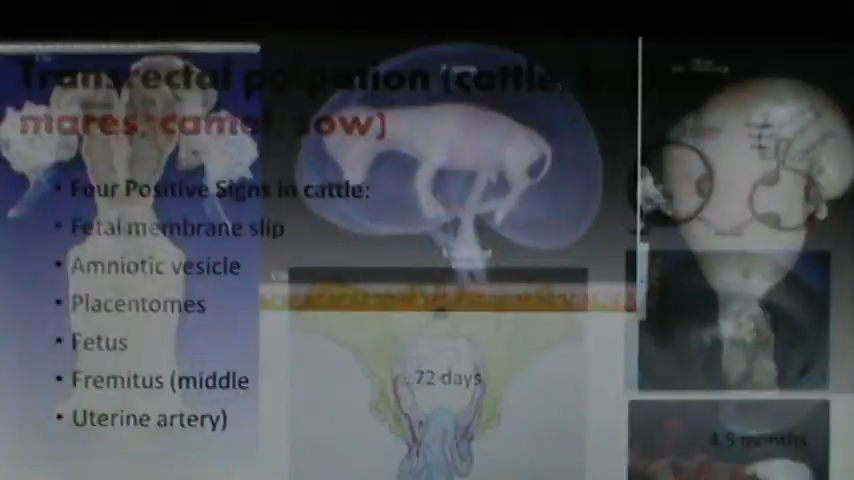 Transrectal palpation (cattle,
mares, camel, sow)
• Four Positive Signs in cattle:
• Fetal membrane slip
• Amniotic vesicle
• Placentomes
• Fetus
• Fremitus (middle
• Uterine artery)
72 days
4.5 months